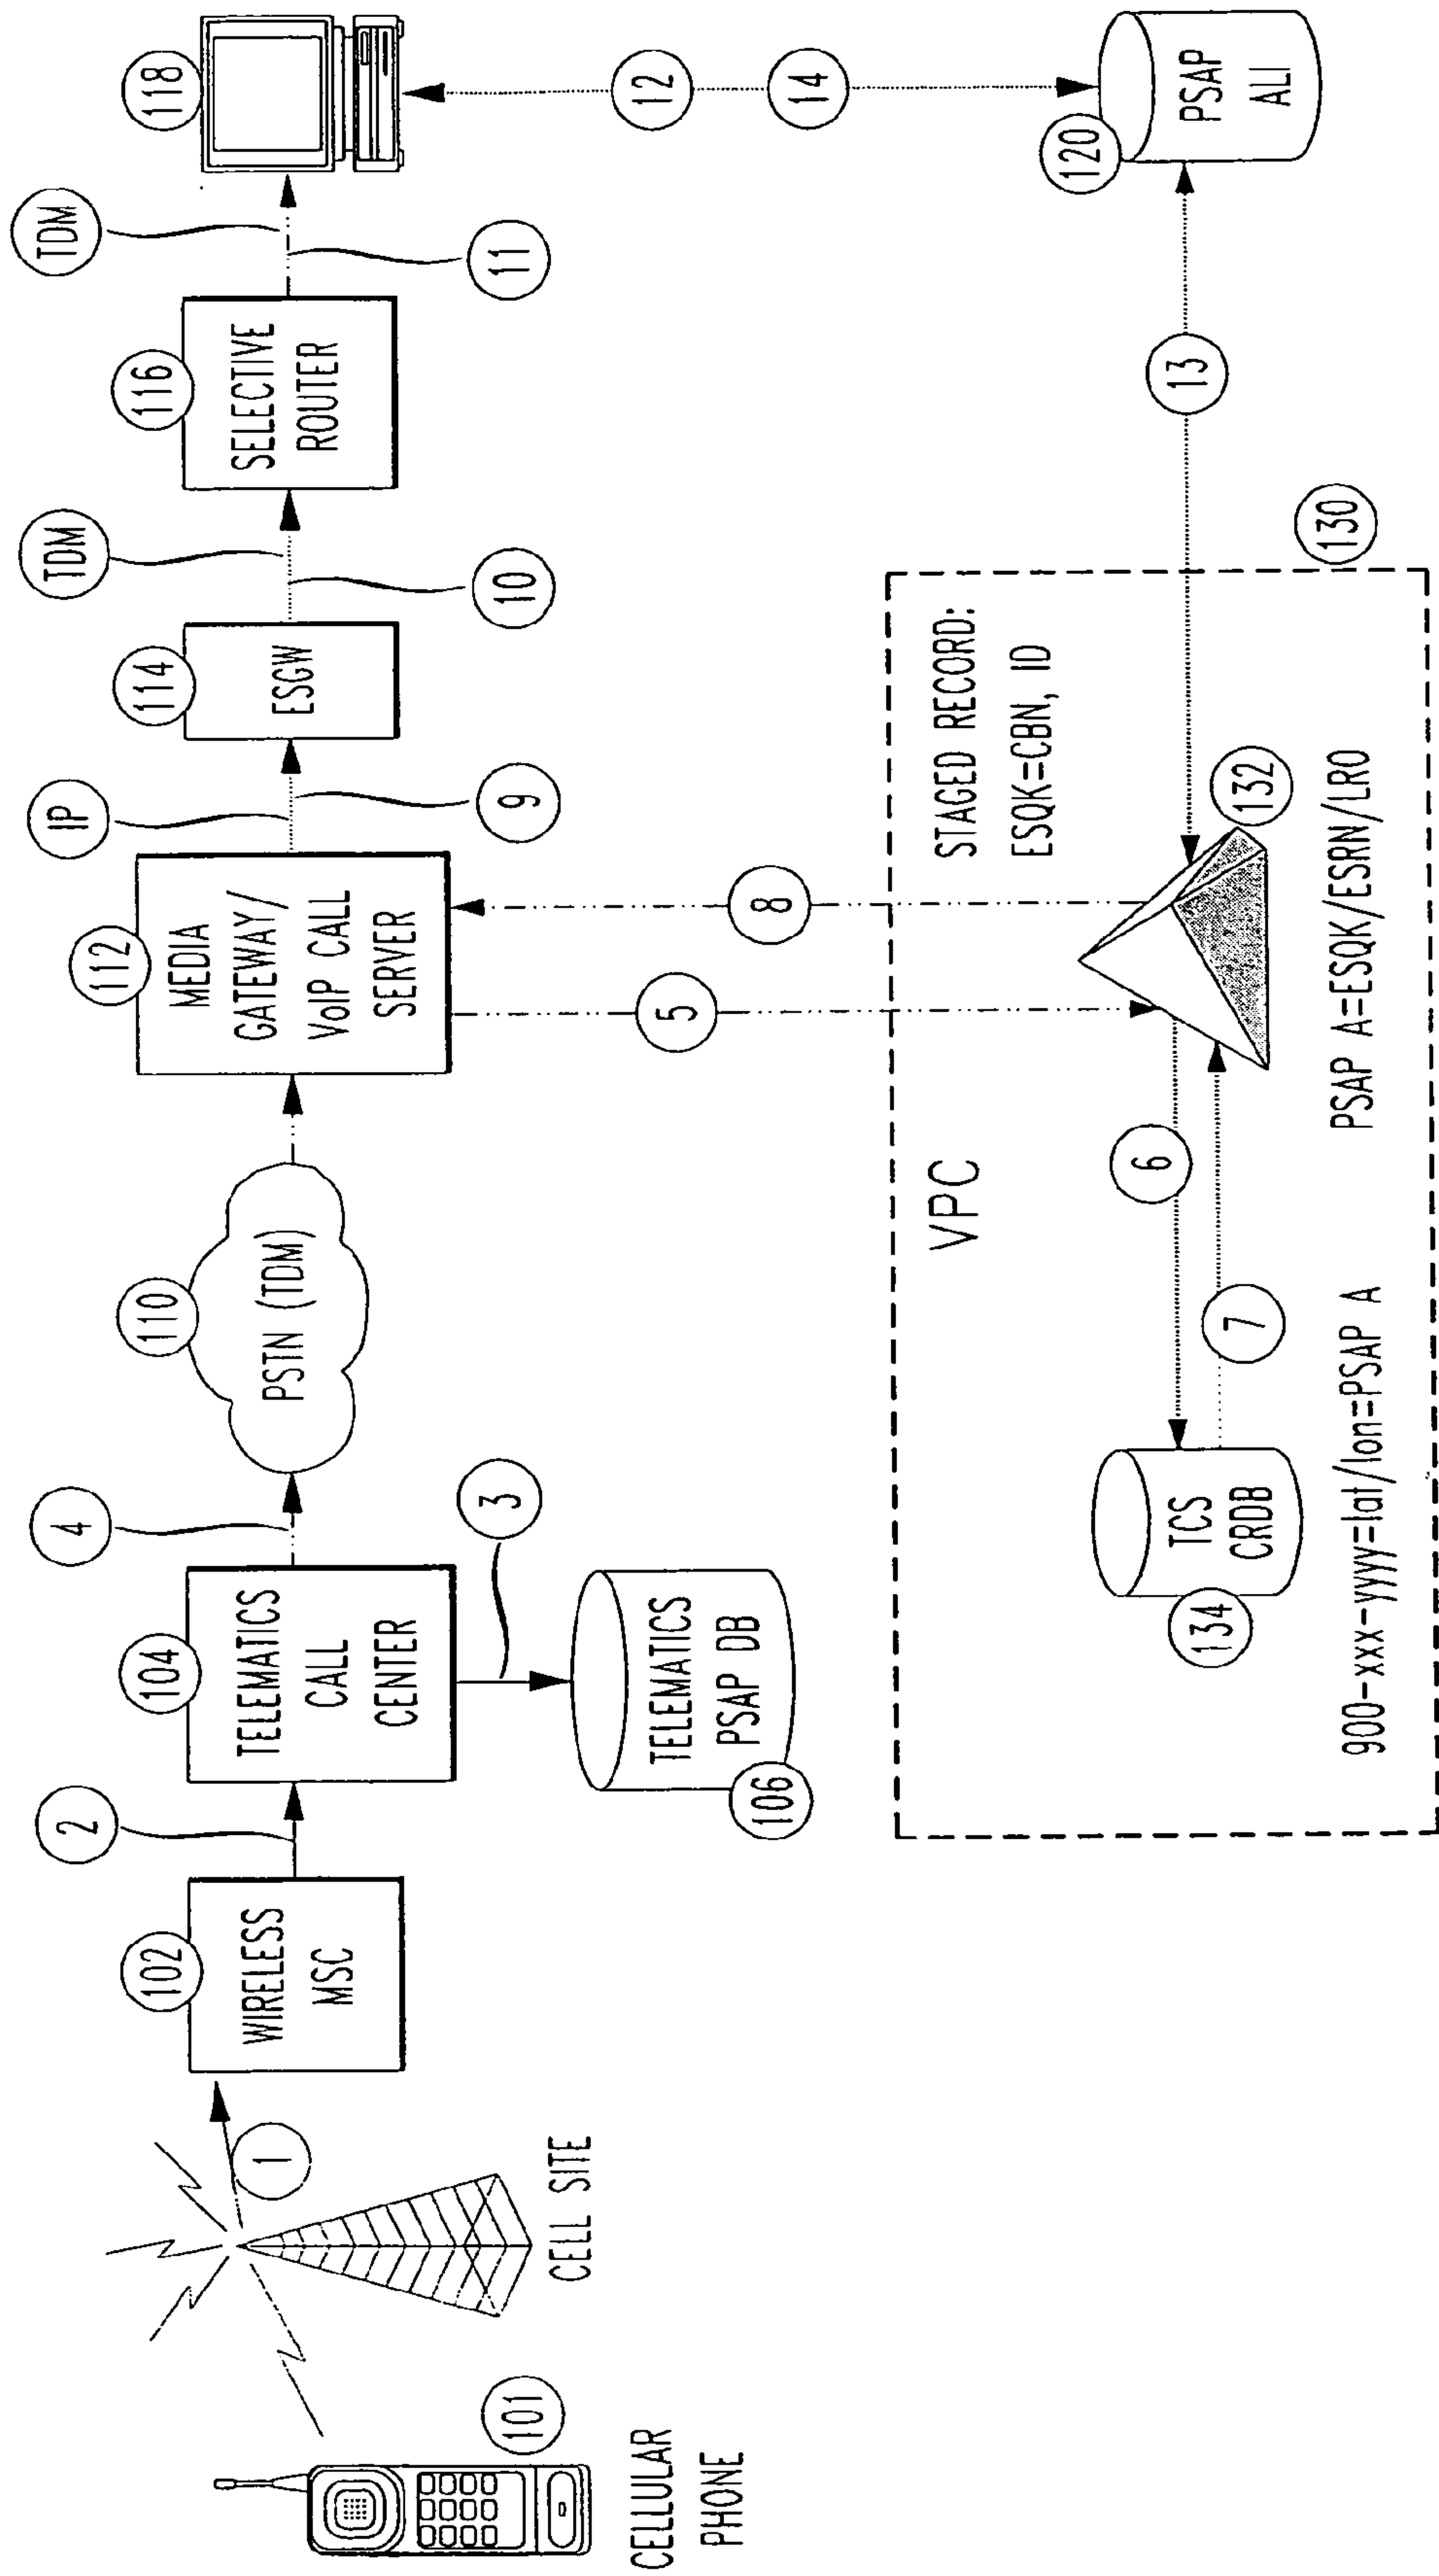 CELLULAR
PHONE
101
CELL SITE
1
102
WIRELESS
MSC
2
104
TELEMATICS
CALL
CENTER
3
TELEMATICS
PSAP DB
106
4
110
PSTN (TDM)
112
MEDIA
GATEWAY/
VoIP CALL
SERVER
IP
9
114
ESGW
TDM
10
116
SELECTIVE
ROUTER
TDM
11
118
12
14
120
PSAP
ALI
13
5
8
130
VPC
STAGED RECORD:
ESQK=CBN, ID
6
7
132
134
TCS
CRDB
900-xxx-yyyy=lat/lon=PSAP A
PSAP A=ESQK/ESRN/LRO